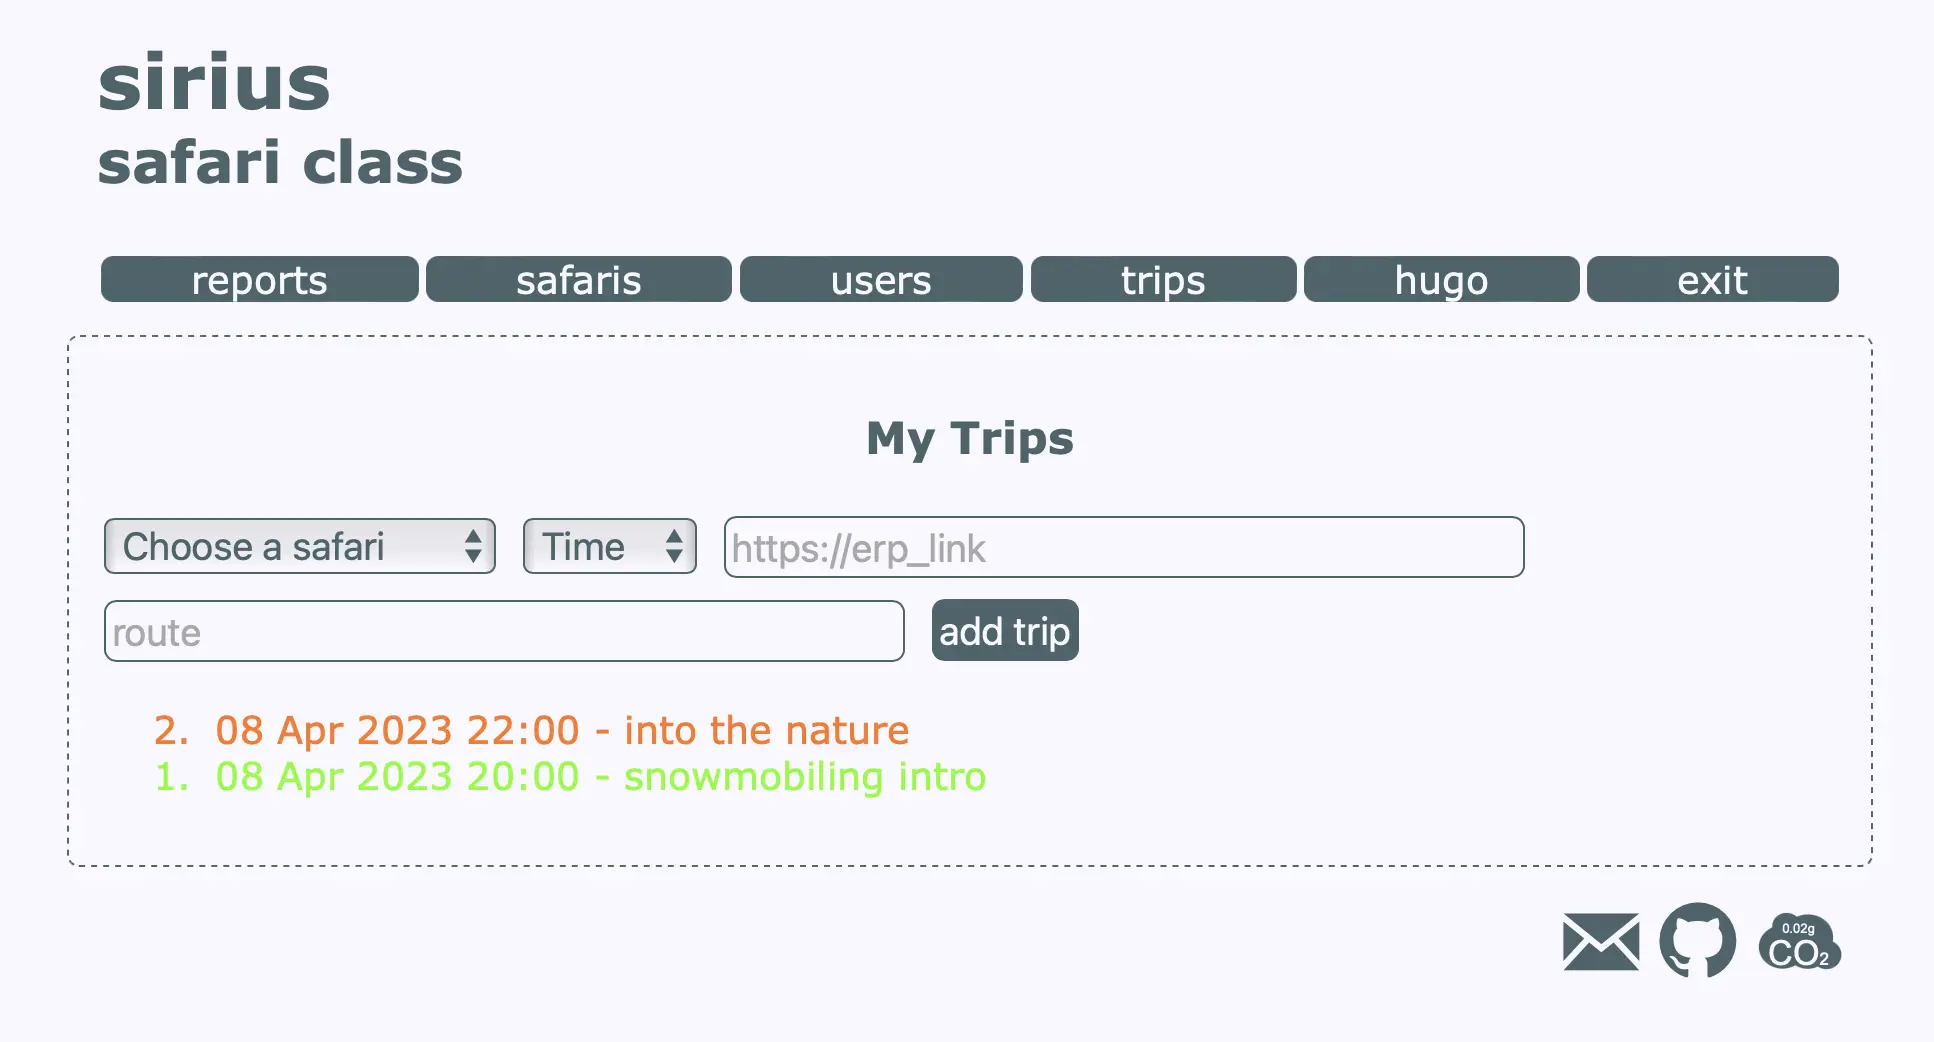 sirius
safari class
reports safaris users trips hugo exit
My Trips
Choose a safari Time https://erp_link
route add trip
2. 08 Apr 2023 22:00 - into the nature
1. 08 Apr 2023 20:00 - snowmobiling intro
0.02g
CO₂